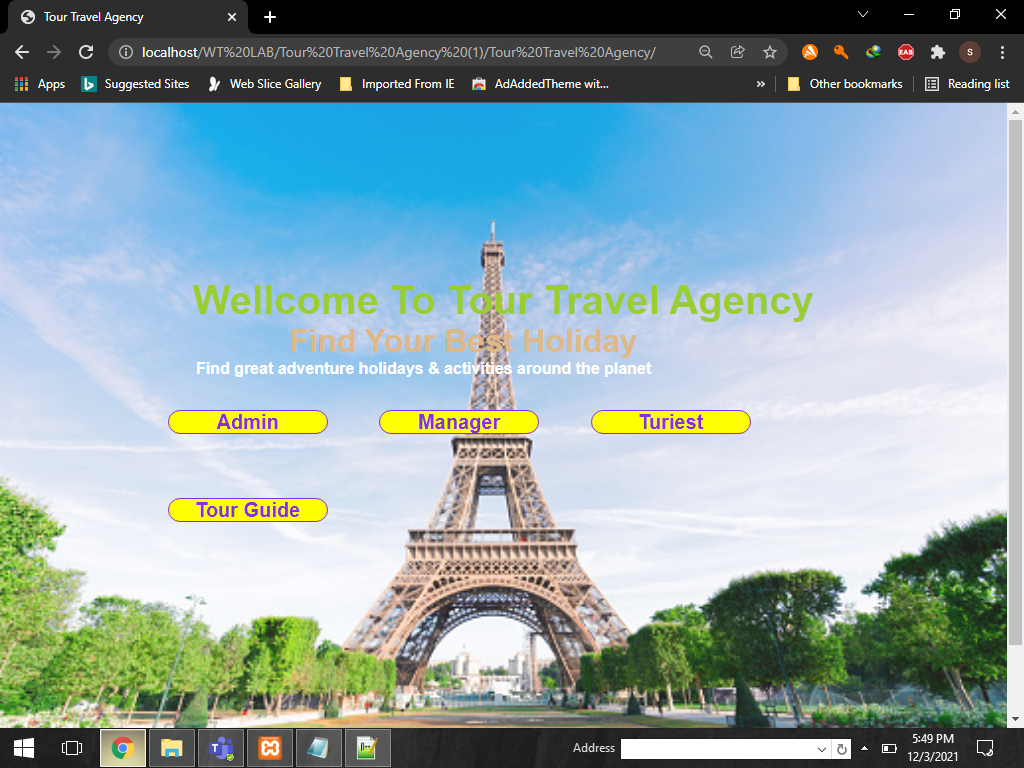 Tour Travel Agency
localhost/WT%20LAB/Tour%20Travel%20Agency%20(1)/Tour%20Travel%20Agency/
EAB
S
Apps Suggested Sites Web Slice Gallery Imported From IE AdAddedTheme wit... » Other bookmarks Reading list
Wellcome To Tour Travel Agency
Find Your Best Holiday
Find great adventure holidays & activities around the planet
Admin Manager Turiest
Tour Guide
Address
5:49 PM
12/3/2021